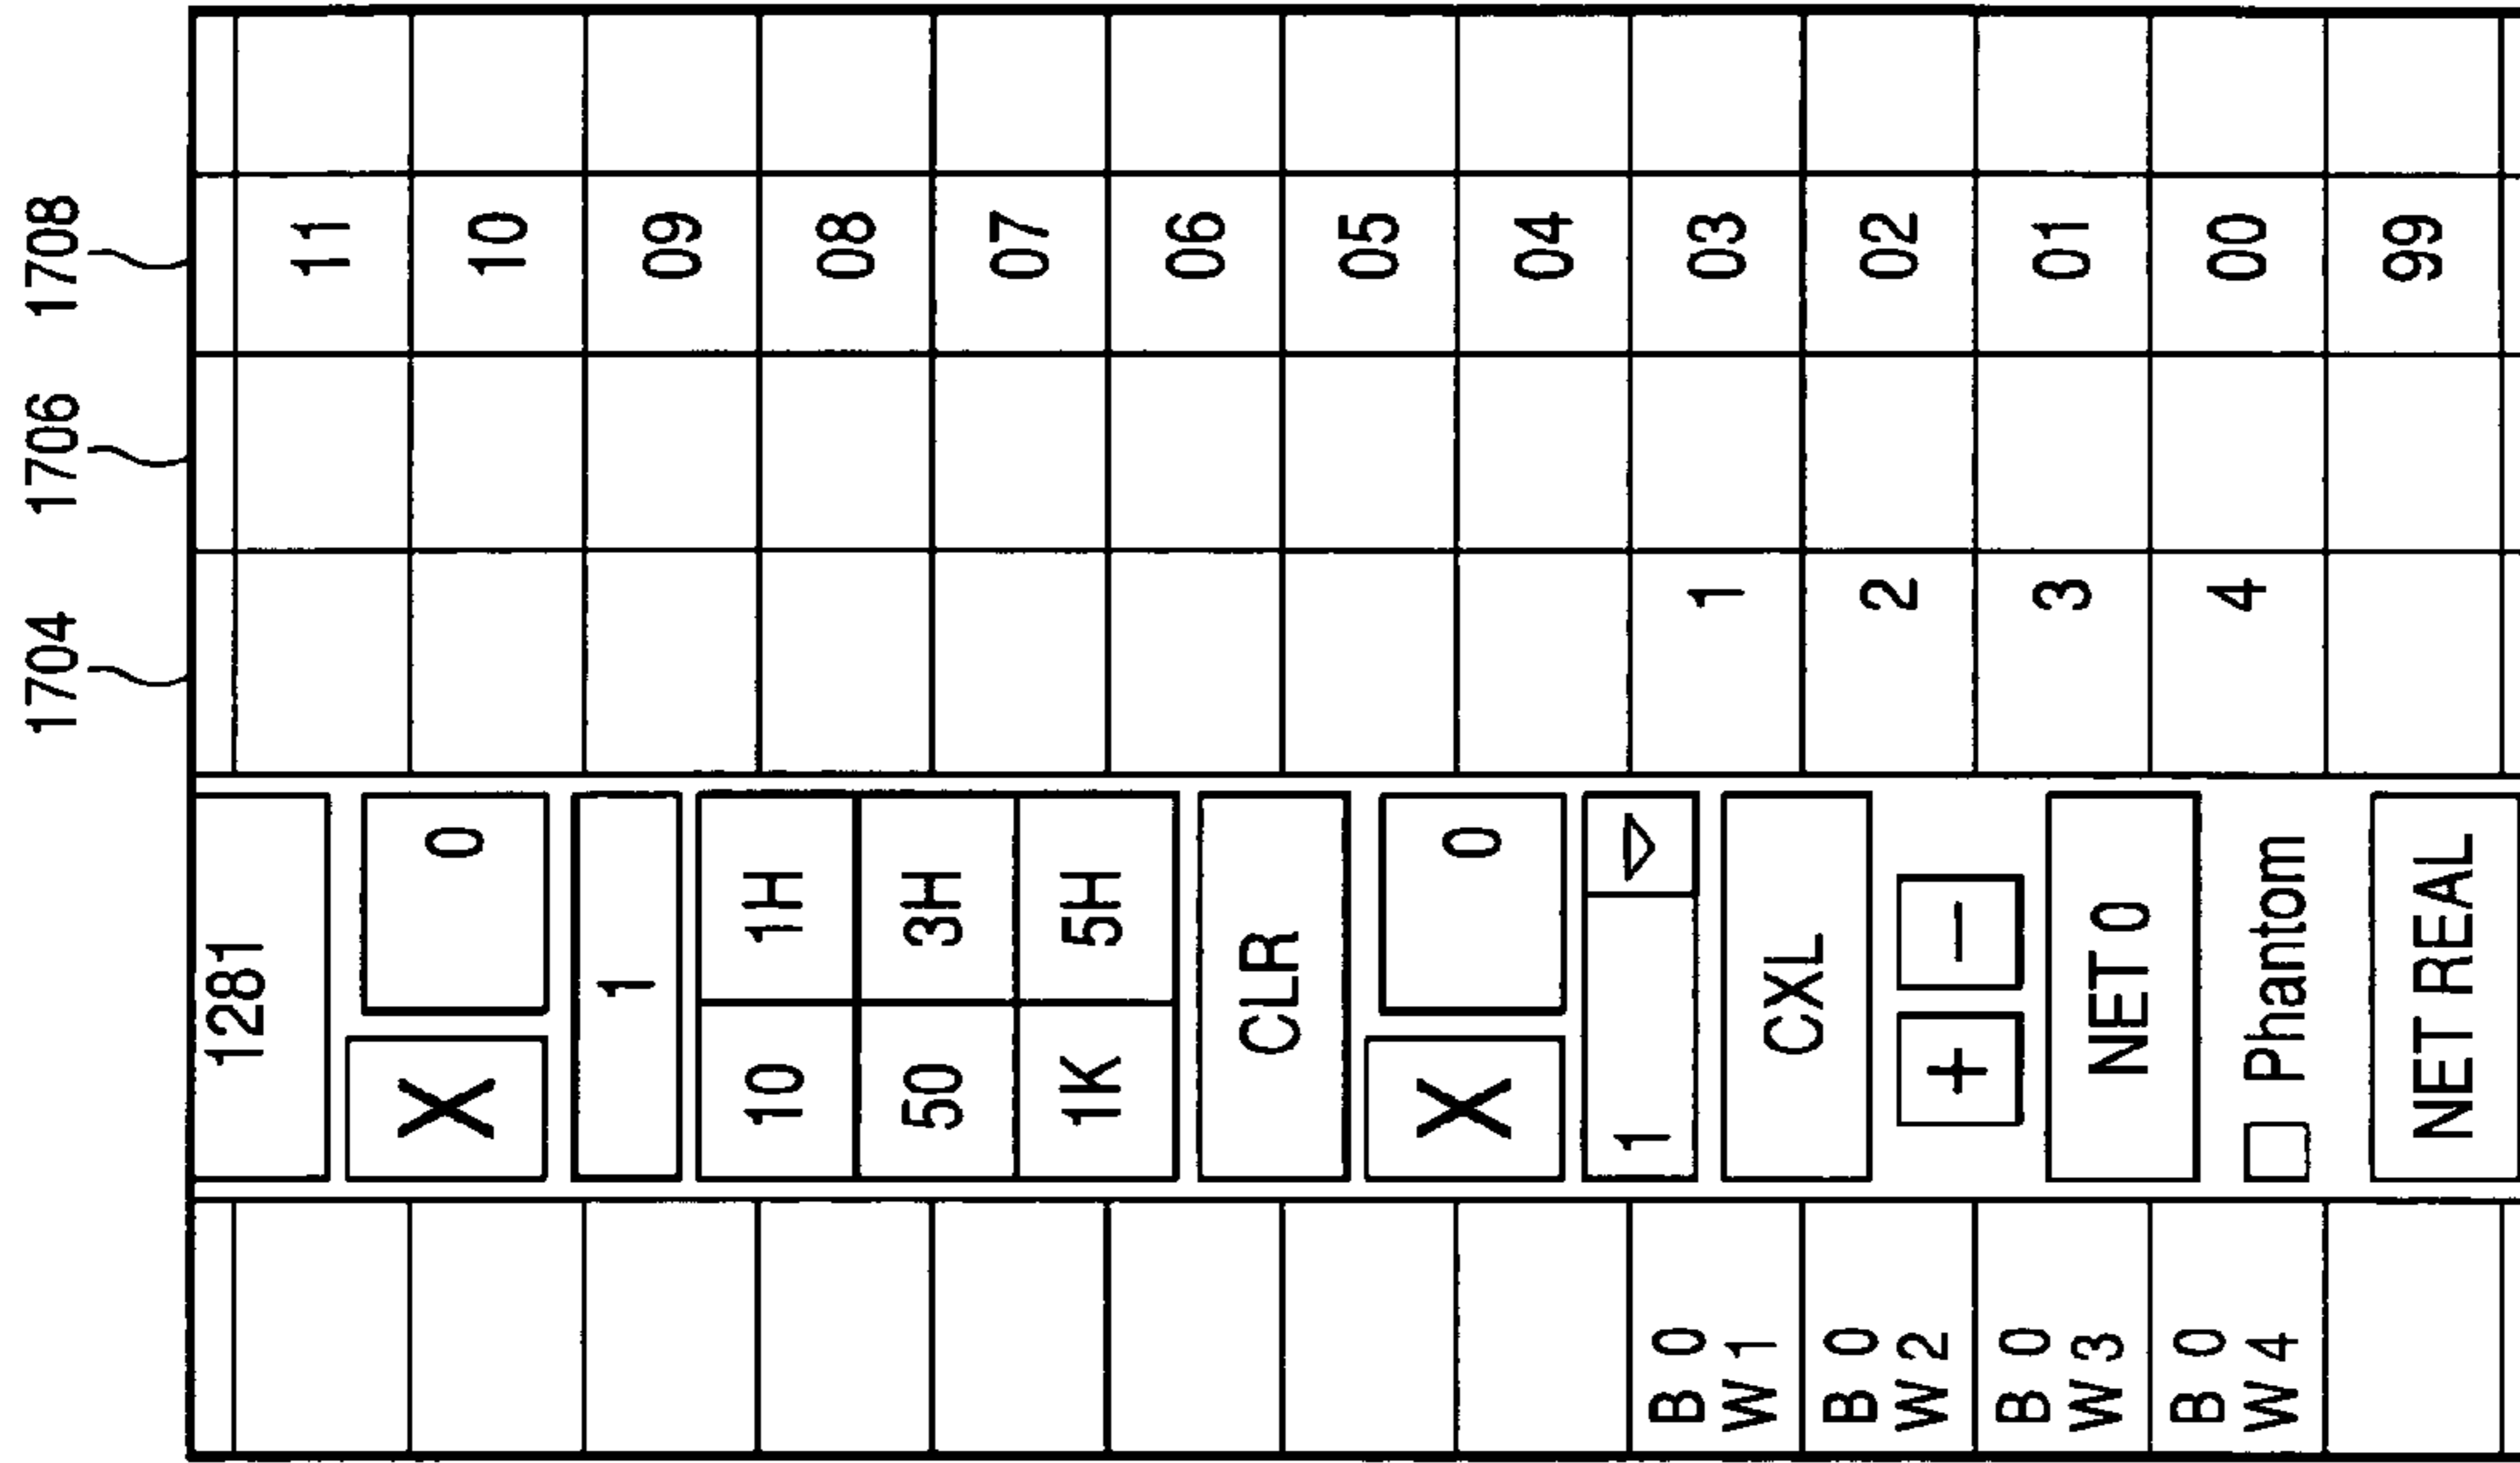 1704 1706 1708
1281
X 0
1
10 1H
50 3H
1K 5H
CLR
X 0
1
CXL
+ −
NET 0
Phantom
NET REAL
B 0
W 1
B 0
W 2
B 0
W 3
B 0
W 4
1
2
3
4
11
10
09
08
07
06
05
04
03
02
01
00
99